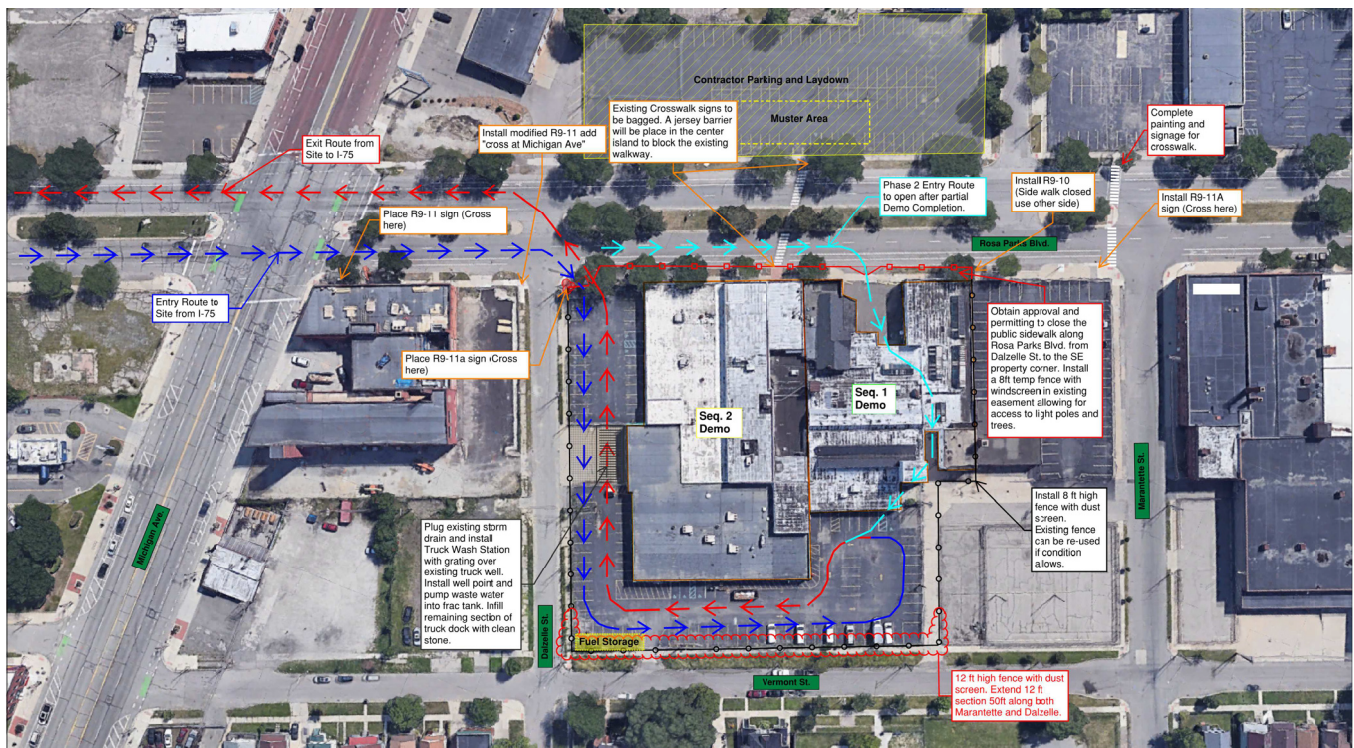 Contractor Parking and Laydown
Muster Area
Existing Crosswalk signs to
be bagged. A jersey barrier
will be place in the center
island to block the existing
walkway.
Complete
painting and
signage for
crosswalk.
Install modified R9-11 add
"cross at Michigan Ave"
Exit Route from
Site to I-75
Phase 2 Entry Route
to open after partial
Demo Completion.
Install R9-10
(Side walk closed
use other side)
Install R9-11A
sign (Cross here)
Place R9-11 sign (Cross
here)
Rosa Parks Blvd.
Entry Route to
Site from I-75
Obtain approval and
permitting to close the
public sidewalk along
Rosa Parks Blvd. from
Dalzelle St. to the SE
property corner. Install
a 8ft temp fence with
windscreen in existing
easement allowing for
access to light poles and
trees.
Place R9-11a sign (Cross
here)
Seq. 1
Demo
Seq. 2
Demo
Marantette St.
Install 8 ft high
fence with dust
screen.
Existing fence
can be re-used
if condition
allows.
Michigan Ave.
Plug existing storm
drain and install
Truck Wash Station
with grating over
existing truck well.
Install well point and
pump waste water
into frac tank. Infill
remaining section of
truck dock with clean
stone.
Dalzelle St.
Fuel Storage
Vermont St.
12 ft high fence with dust
screen. Extend 12 ft
section 50ft along both
Marantette and Dalzelle.